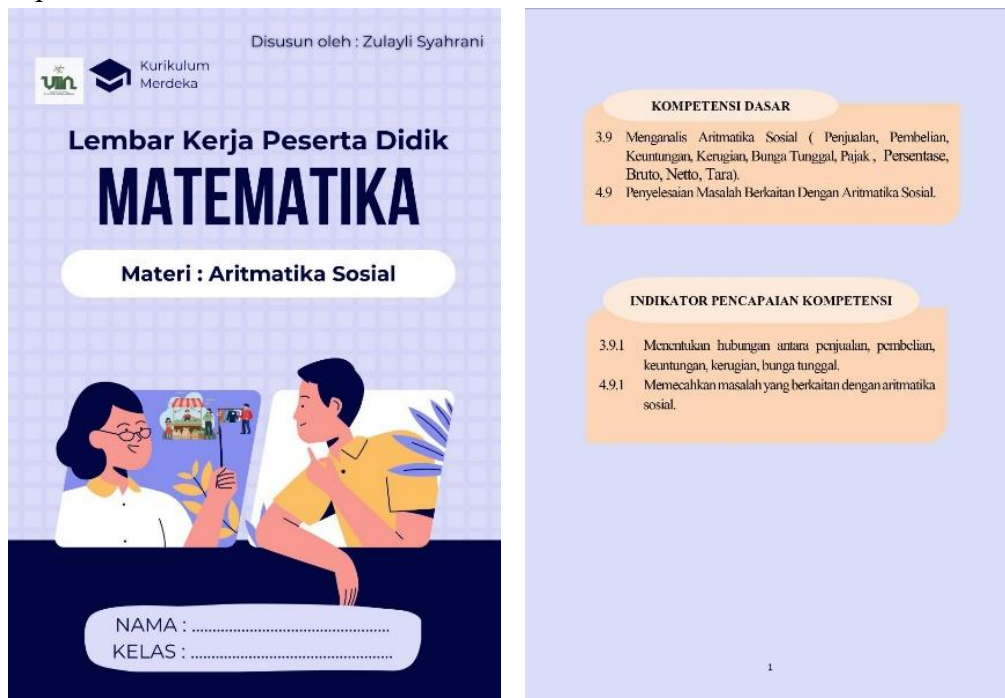 Disusun oleh : Zulayli Syahrani
Kurikulum
Merdeka
Lembar Kerja Peserta Didik
MATEMATIKA
Materi : Aritmatika Sosial
NAMA : ..................................................
KELAS : ..................................................
KOMPETENSI DASAR
3.9 Menganalis Aritmatika Sosial ( Penjualan, Pembelian,
Keuntungan, Kerugian, Bunga Tunggal, Pajak , Persentase,
Bruto, Netto, Tara).
4.9 Penyelesaian Masalah Berkaitan Dengan Aritmatika Sosial.
INDIKATOR PENCAPAIAN KOMPETENSI
3.9.1 Menentukan hubungan antara penjualan, pembelian,
keuntungan, kerugian, bunga tunggal.
4.9.1 Memecahkan masalah yang berkaitan dengan aritmatika
sosial.
1